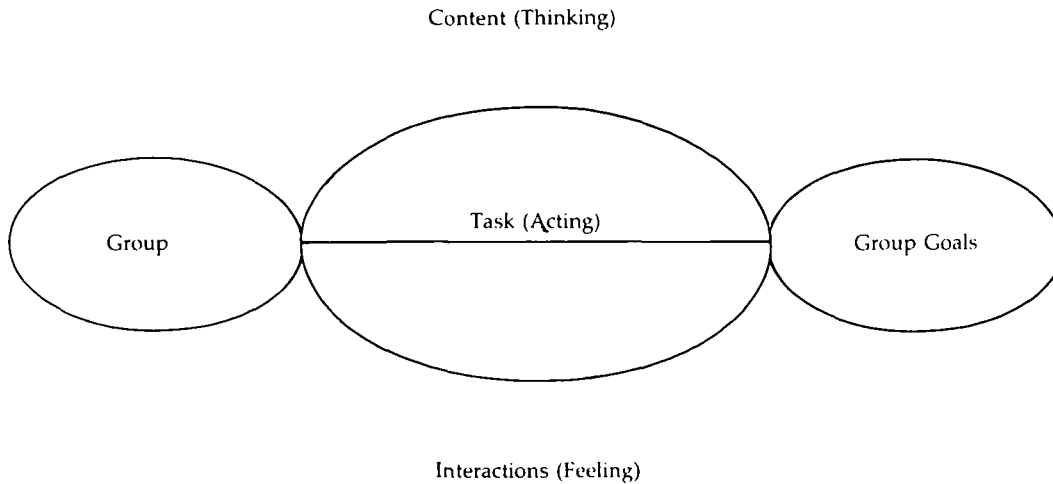 Content (Thinking)
Task (Acting)
Group
Group Goals
Interactions (Feeling)